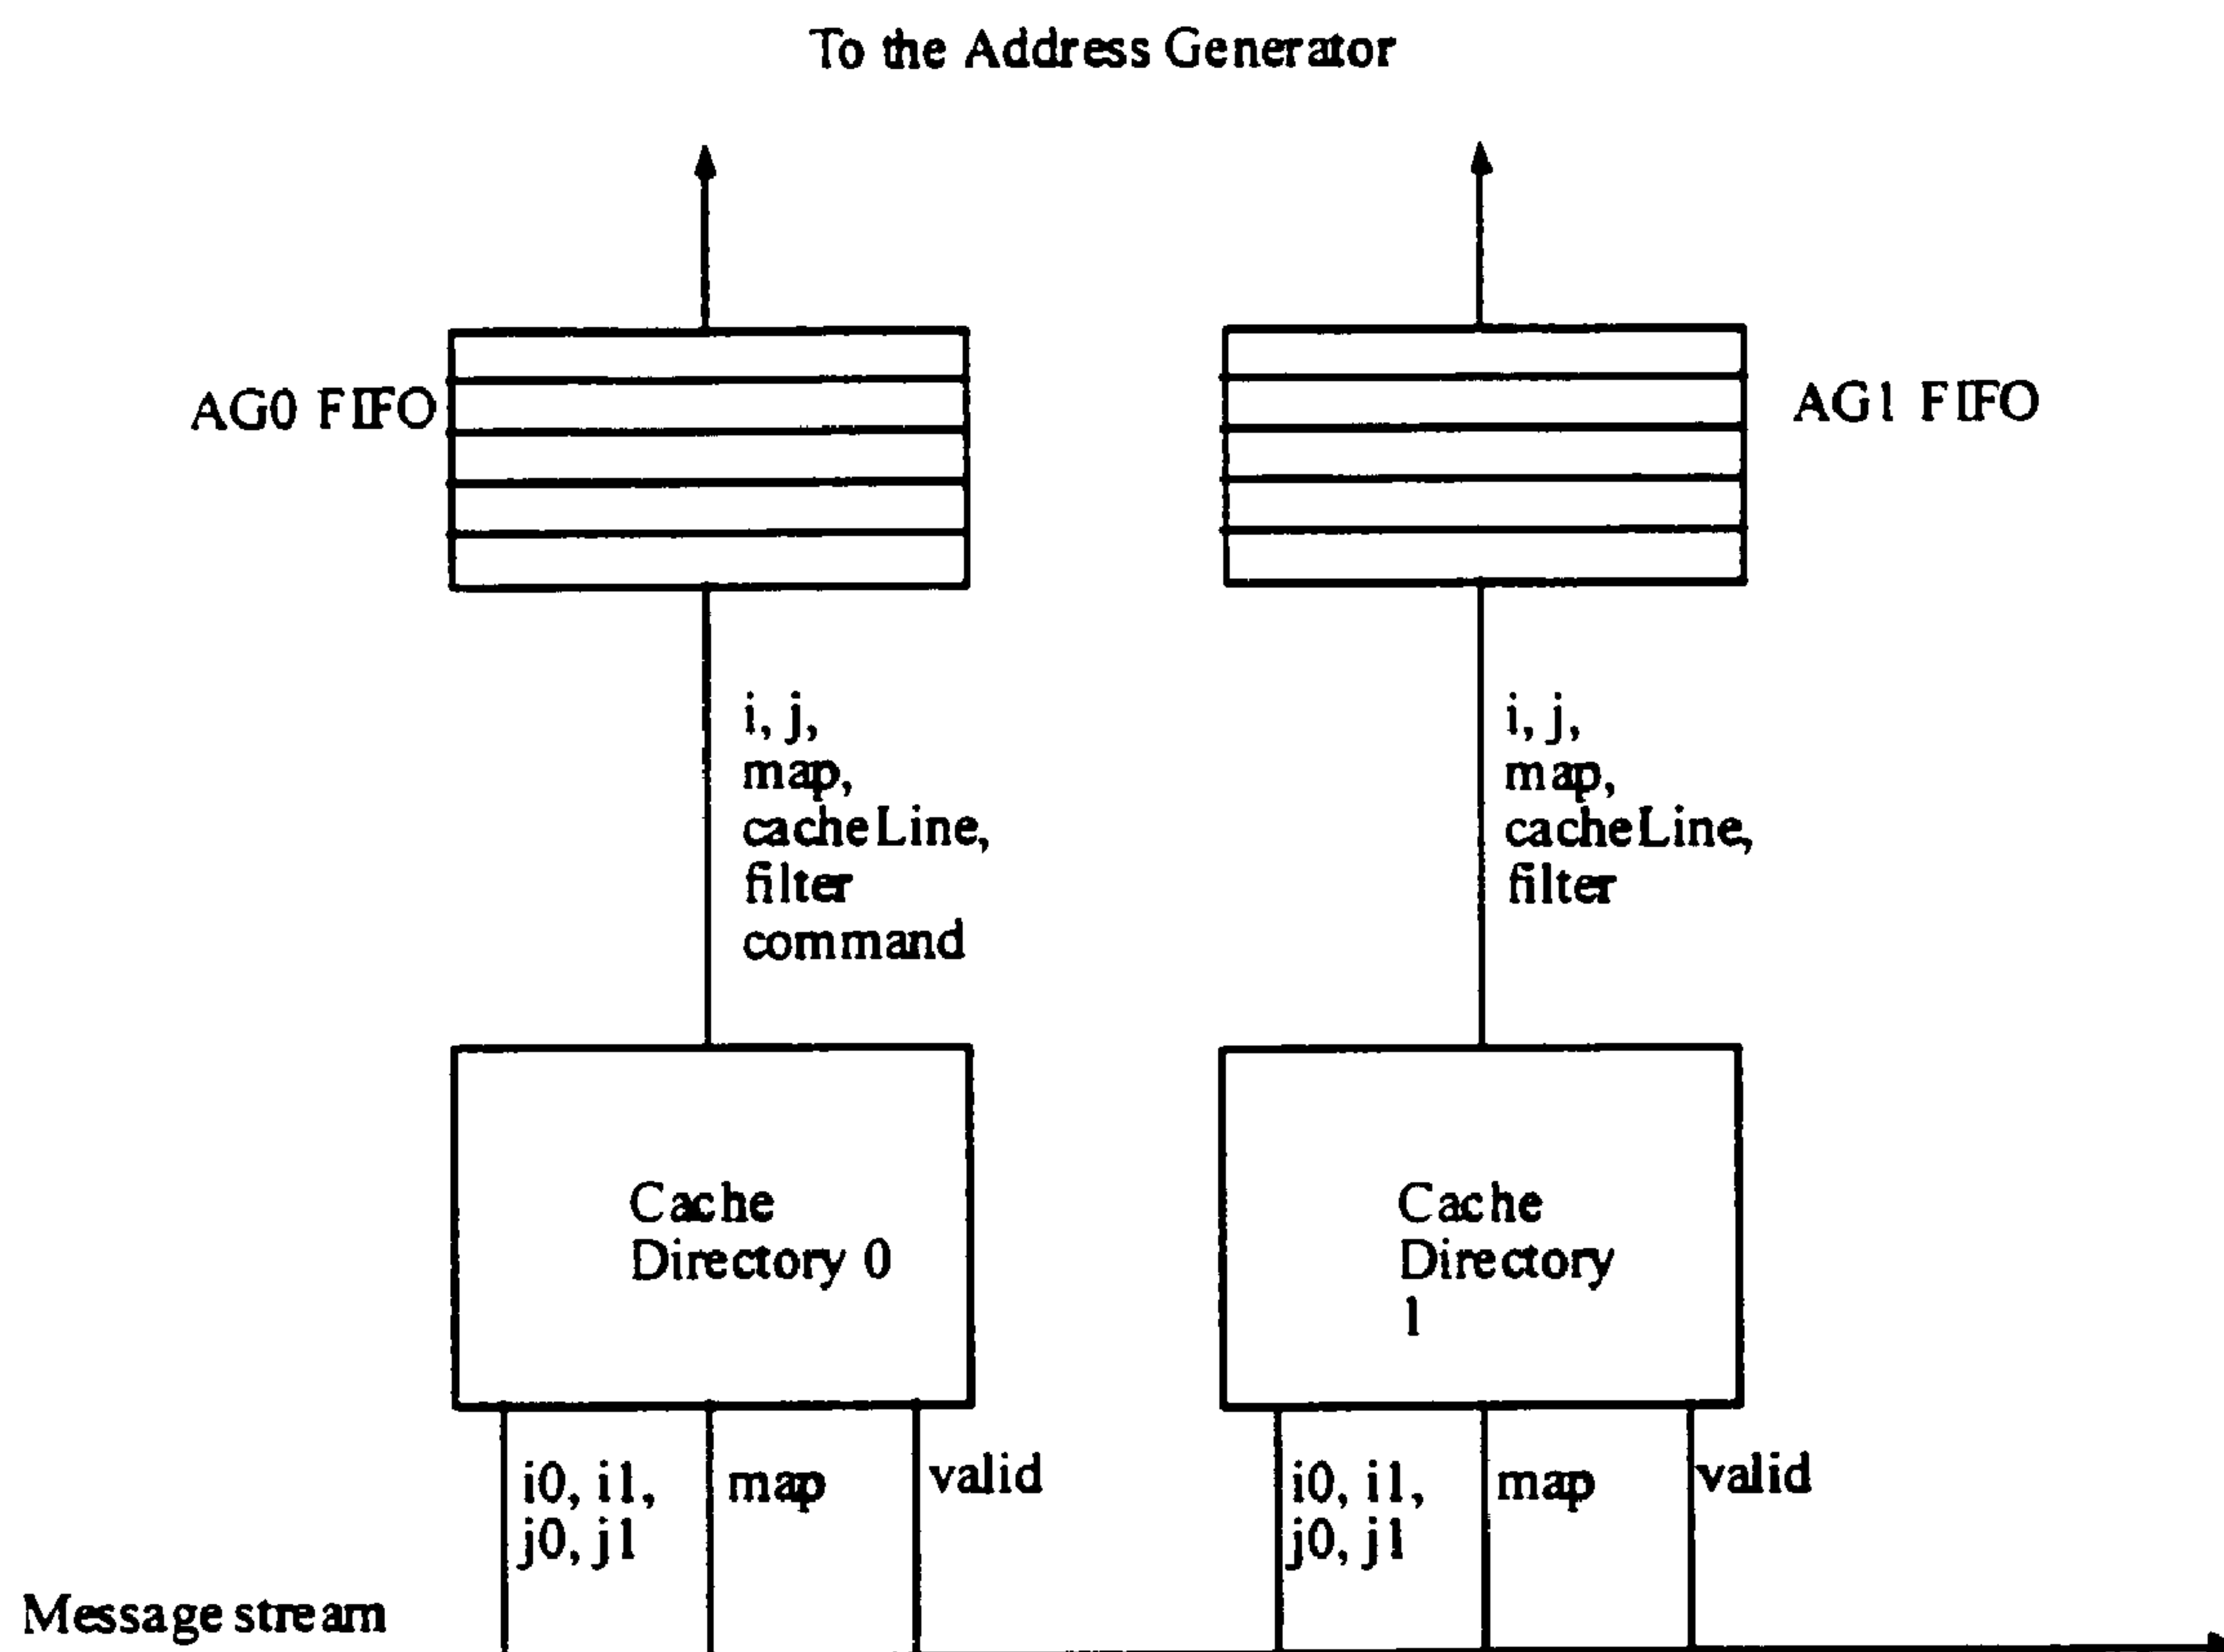 To the Address Generator
AG0 FIFO
AG1 FIFO
i, j,
map,
cacheLine,
filter
command
i, j,
map,
cacheLine,
filter
Cache
Directory 0
Cache
Directory
1
i0, i1,
j0, j1
map
valid
i0, i1,
j0, j1
map
valid
Message stream